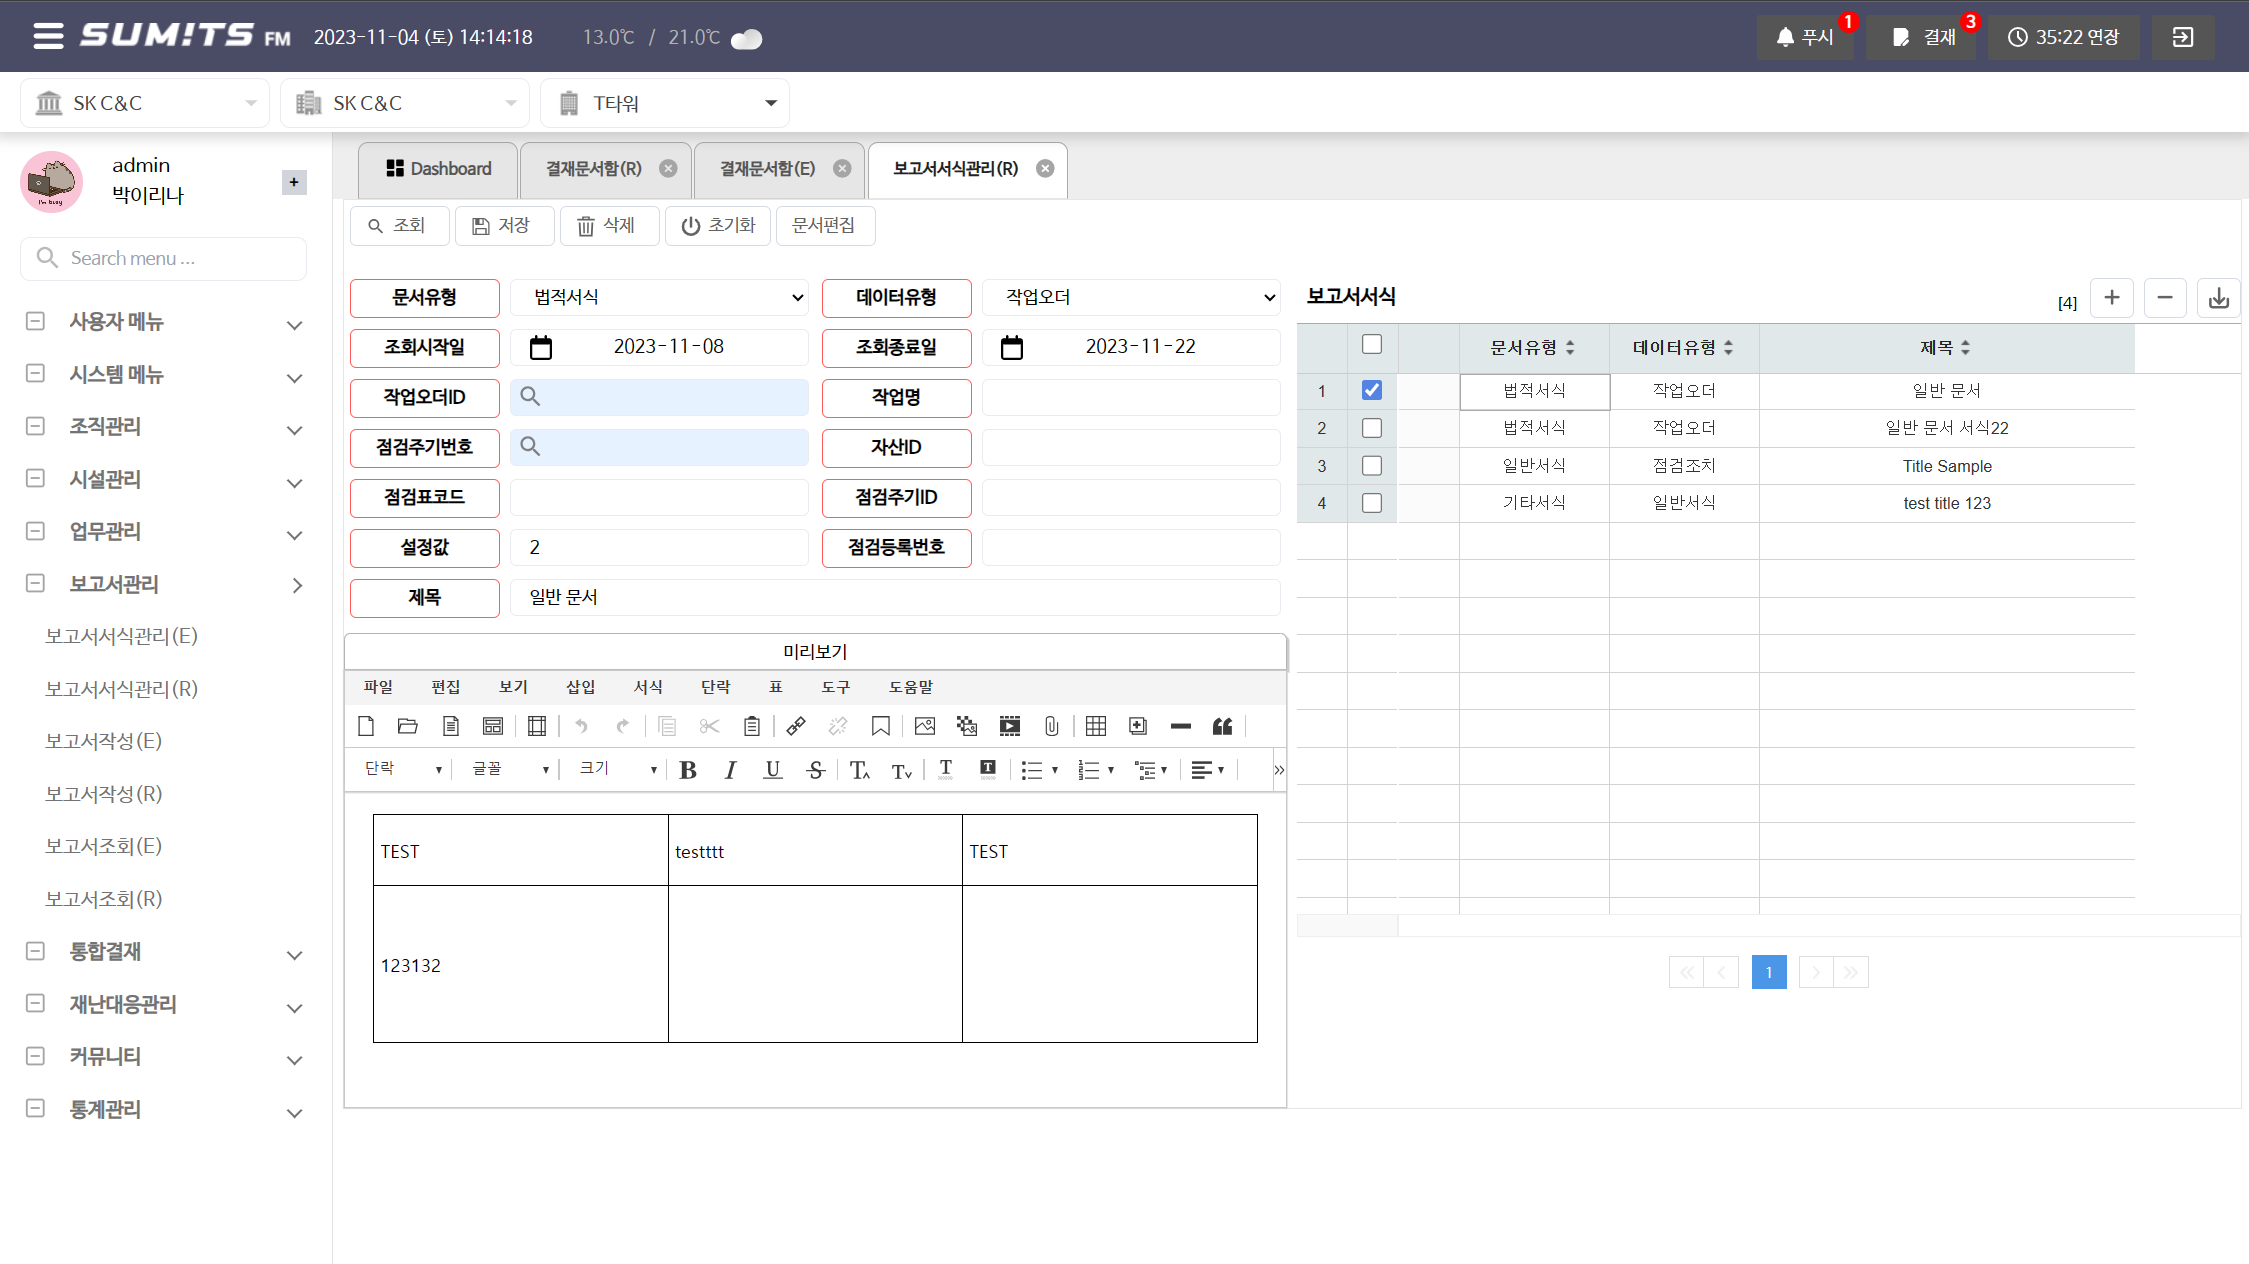 SUM!TS FM 2023-11-04 (토) 14:14:18 13.0℃ / 21.0℃ 푸시 1 결재 3 35:22 연장
SK C&C SK C&C T타워
admin
박이리나
+
Search menu ...
사용자 메뉴
시스템 메뉴
조직관리
시설관리
업무관리
보고서관리
보고서서식관리(E)
보고서서식관리(R)
보고서작성(E)
보고서작성(R)
보고서조회(E)
보고서조회(R)
통합결재
재난대응관리
커뮤니티
통계관리
Dashboard 결재문서함(R) 결재문서함(E) 보고서서식관리(R)
조회 저장 삭제 초기화 문서편집
문서유형 법적서식 데이터유형 작업오더
조회시작일 2023-11-08 조회종료일 2023-11-22
작업오더ID 작업명
점검주기번호 자산ID
점검표코드 점검주기ID
설정값 2 점검등록번호
제목 일반 문서
미리보기
파일 편집 보기 삽입 서식 단락 표 도구 도움말
단락 글꼴 크기 B I U S T T T T
TEST testttt TEST
123132
보고서서식 [4]
문서유형 데이터유형 제목
1 법적서식 작업오더 일반 문서
2 법적서식 작업오더 일반 문서 서식22
3 일반서식 점검조치 Title Sample
4 기타서식 일반서식 test title 123
1